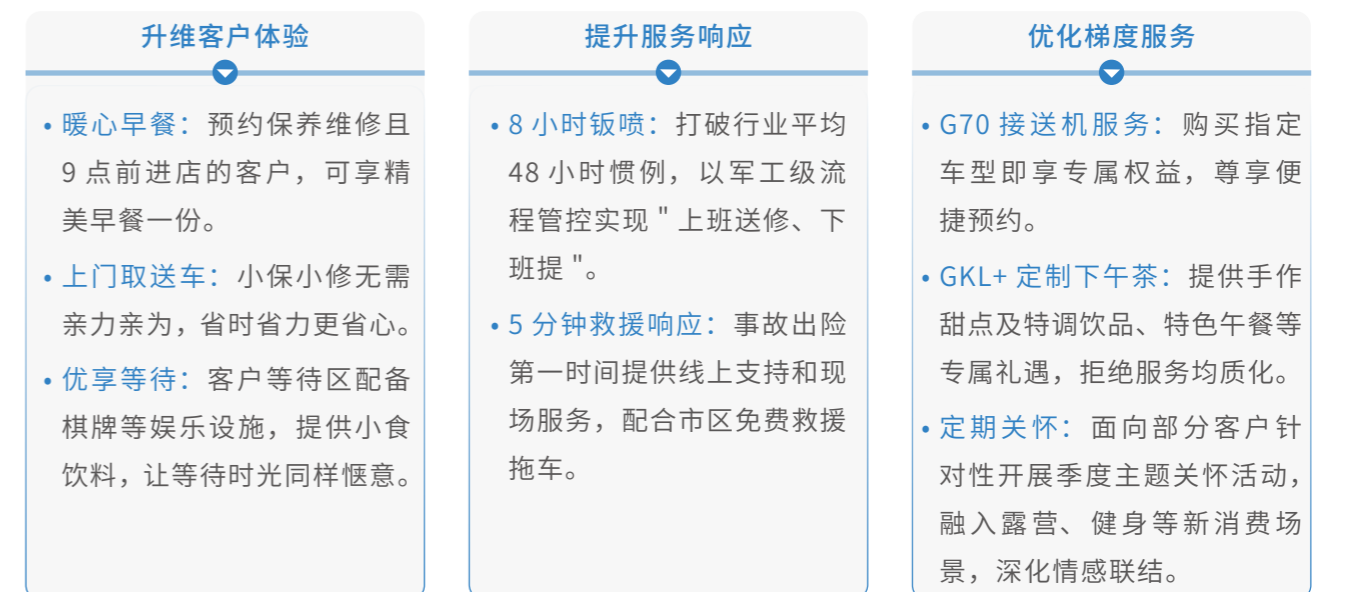 升维客户体验
• 暖心早餐：预约保养维修且
9 点前进店的客户，可享精
美早餐一份。
• 上门取送车：小保小修无需
亲力亲为，省时省力更省心。
• 优享等待：客户等待区配备
棋牌等娱乐设施，提供小食
饮料，让等待时光同样惬意。
提升服务响应
• 8 小时钣喷：打破行业平均
48 小时惯例，以军工级流
程管控实现 " 上班送修、下
班提 "。
• 5 分钟救援响应：事故出险
第一时间提供线上支持和现
场服务，配合市区免费救援
拖车。
优化梯度服务
• G70 接送机服务：购买指定
车型即享专属权益，尊享便
捷预约。
• GKL+ 定制下午茶：提供手作
甜点及特调饮品、特色午餐等
专属礼遇，拒绝服务均质化。
• 定期关怀：面向部分客户针
对性开展季度主题关怀活动，
融入露营、健身等新消费场
景，深化情感联结。